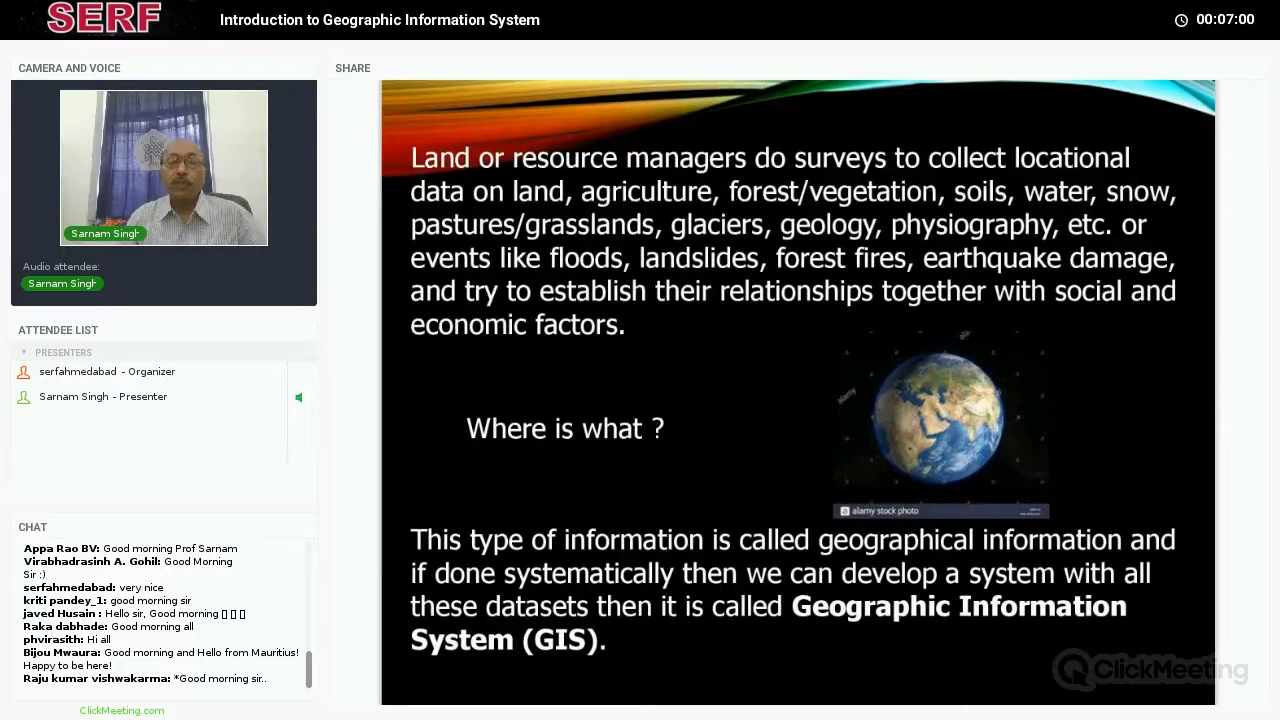 SERF
Introduction to Geographic Information System
00:07:00
CAMERA AND VOICE
Sarnam Singh
Audio attendee:
Sarnam Singh
ATTENDEE LIST
PRESENTERS
serfahmedabad - Organizer
Sarnam Singh - Presenter
CHAT
Appa Rao BV: Good morning Prof Sarnam
Virabhadrasinh A. Gohil: Good Morning
Sir :)
serfahmedabad: very nice
kriti pandey_1: good morning sir
javed Husain : Hello sir, Good morning
Raka dabhade: Good morning all
phvirasith: Hi all
Bijou Mwaura: Good morning and Hello from Mauritius!
Happy to be here!
Raju kumar vishwakarma: *Good morning sir..
ClickMeeting.com
SHARE
Land or resource managers do surveys to collect locational
data on land, agriculture, forest/vegetation, soils, water, snow,
pastures/grasslands, glaciers, geology, physiography, etc. or
events like floods, landslides, forest fires, earthquake damage,
and try to establish their relationships together with social and
economic factors.
Where is what ?
alamy
alamy stock photo
This type of information is called geographical information and
if done systematically then we can develop a system with all
these datasets then it is called Geographic Information
System (GIS).
ClickMeeting